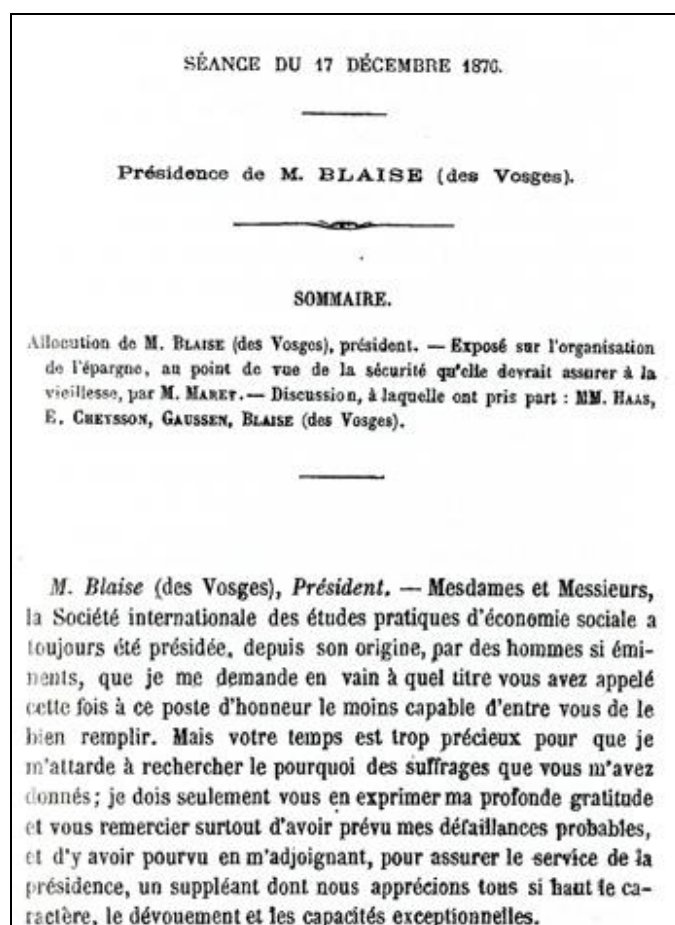 SÉANCE DU 17 DÉCEMBRE 1876.
Présidence de M. BLAISE (des Vosges).
SOMMAIRE.
Allocution de M. BLAISE (des Vosges), président. — Exposé sur l'organisation
de l'épargne, au point de vue de la sécurité qu'elle devrait assurer à la
vieillesse, par M. MARET. — Discussion, à laquelle ont pris part : MM. HAAS,
E. CHEYSSON, GAUSSEN, BLAISE (des Vosges).
M. Blaise (des Vosges), Président. — Mesdames et Messieurs,
la Société internationale des études pratiques d'économie sociale a
toujours été présidée, depuis son origine, par des hommes si émi-
nents, que je me demande en vain à quel titre vous avez appelé
cette fois à ce poste d'honneur le moins capable d'entre vous de le
bien remplir. Mais votre temps est trop précieux pour que je
m'attarde à rechercher le pourquoi des suffrages que vous m'avez
donnés ; je dois seulement vous en exprimer ma profonde gratitude
et vous remercier surtout d'avoir prévu mes défaillances probables,
et d'y avoir pourvu en m'adjoignant, pour assurer le service de la
présidence, un suppléant dont nous apprécions tous si haut le ca-
ractère, le dévouement et les capacités exceptionnelles.